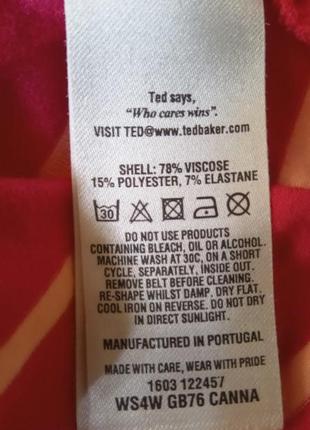 Ted says,
"Who cares wins".
VISIT TED@www.tedbaker.com
SHELL: 78% VISCOSE
15% POLYESTER, 7% ELASTANE
30
DO NOT USE PRODUCTS
CONTAINING BLEACH, OIL OR ALCOHOL.
MACHINE WASH AT 30C, ON A SHORT
CYCLE, SEPARATELY, INSIDE OUT.
REMOVE BELT BEFORE CLEANING.
RE-SHAPE WHILST DAMP. DRY FLAT.
COOL IRON ON REVERSE. DO NOT DRY
IN DIRECT SUNLIGHT.
MANUFACTURED IN PORTUGAL
MADE WITH CARE, WEAR WITH PRIDE
1603 122457
WS4W GB76 CANNA